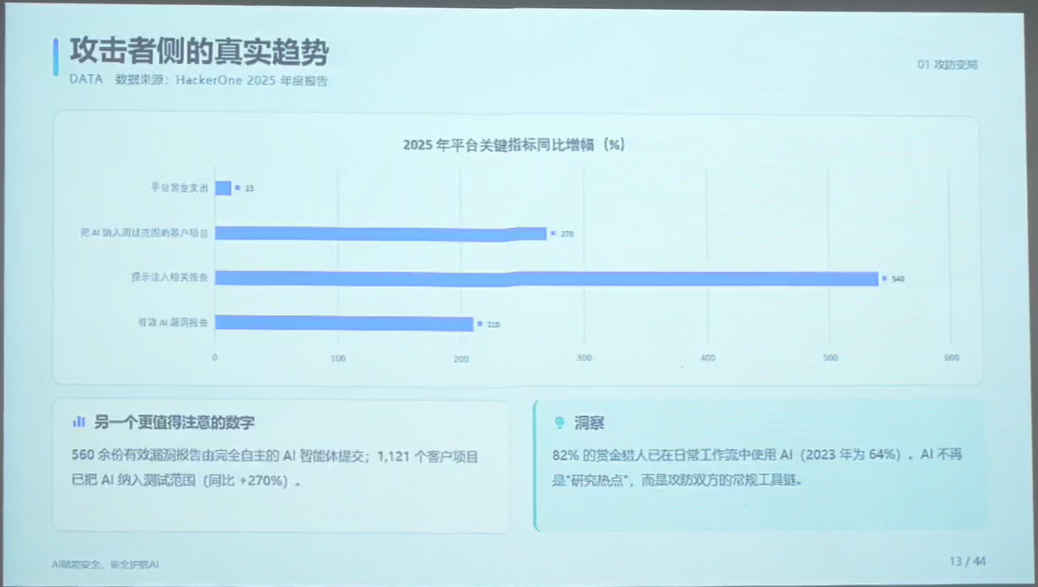 攻击者侧的真实趋势
DATA 数据来源：HackerOne 2025 年度报告
01 攻防变局
2025 年平台关键指标同比增幅（%）
平台赏金支出
13
把 AI 纳入测试范围的客户项目
270
提示注入相关报告
540
有效 AI 漏洞报告
210
0 100 200 300 400 500 600
另一个更值得注意的数字
560 余份有效漏洞报告由完全自主的 AI 智能体提交；1,121 个客户项目
已把 AI 纳入测试范围（同比 +270%）。
洞察
82% 的赏金猎人已在日常工作流中使用 AI（2023 年为 64%）。AI 不再
是"研究热点"，而是攻防双方的常规工具链。
AI赋能安全，安全护航AI
13 / 44